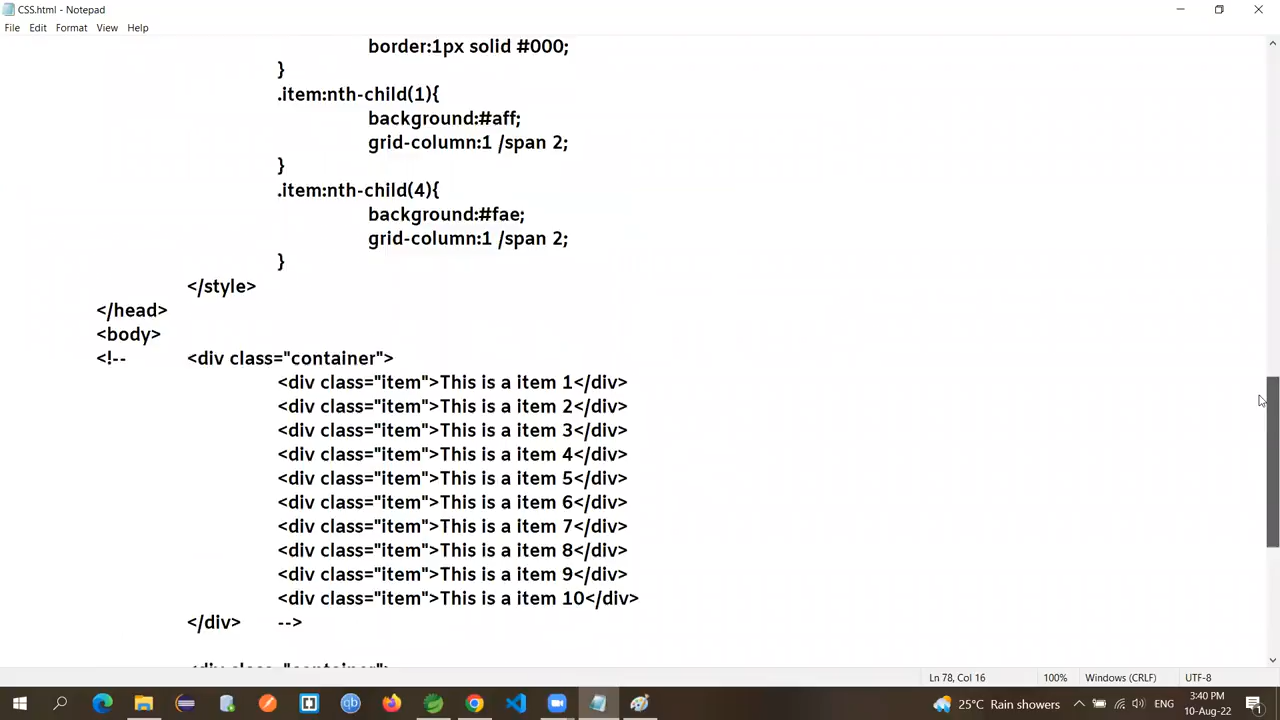 CSS.html - Notepad
File Edit Format View Help
border:1px solid #000;
}
.item:nth-child(1){
background:#aff;
grid-column:1 /span 2;
}
.item:nth-child(4){
background:#fae;
grid-column:1 /span 2;
}
</style>
</head>
<body>
<!-- <div class="container">
<div class="item">This is a item 1</div>
<div class="item">This is a item 2</div>
<div class="item">This is a item 3</div>
<div class="item">This is a item 4</div>
<div class="item">This is a item 5</div>
<div class="item">This is a item 6</div>
<div class="item">This is a item 7</div>
<div class="item">This is a item 8</div>
<div class="item">This is a item 9</div>
<div class="item">This is a item 10</div>
</div> -->
<div class="container">
Ln 78, Col 16 100% Windows (CRLF) UTF-8
qb
25°C Rain showers ENG 3:40 PM
10-Aug-22 1